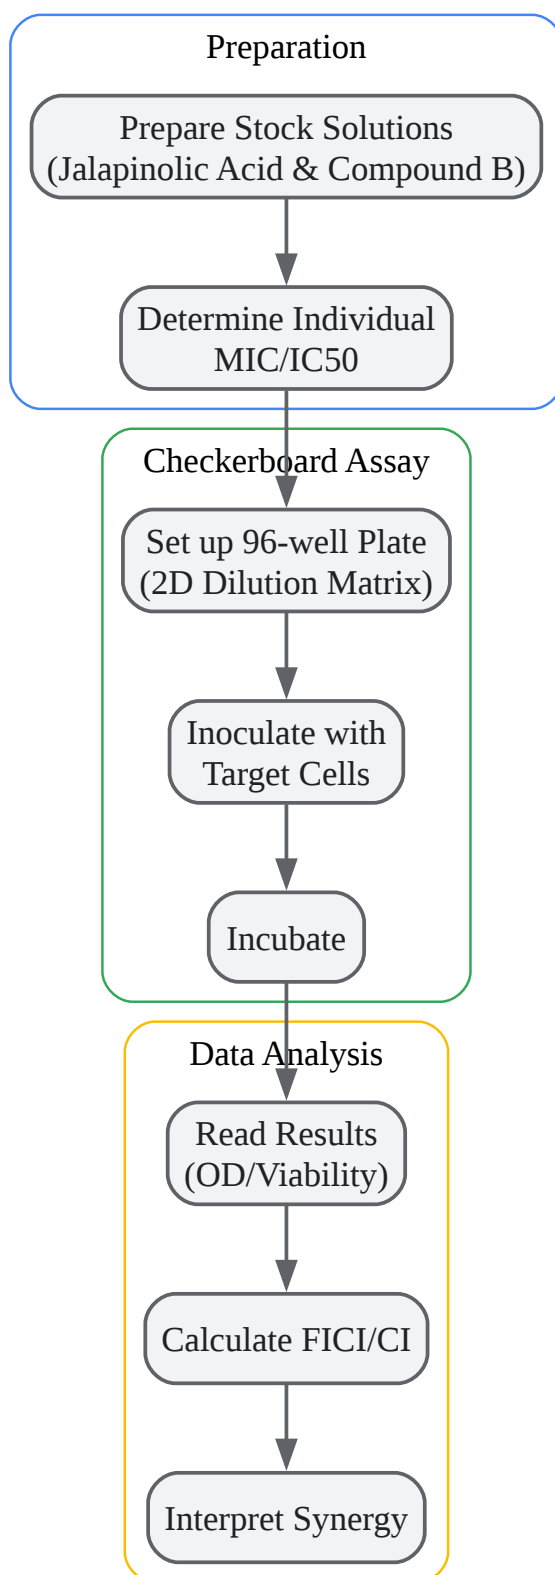 Preparation
Prepare Stock Solutions
(Jalapinolic Acid & Compound B)
Determine Individual
MIC/IC50
Checkerboard Assay
Set up 96-well Plate
(2D Dilution Matrix)
Inoculate with
Target Cells
Incubate
Data Analysis
Read Results
(OD/Viability)
Calculate FICI/CI
Interpret Synergy